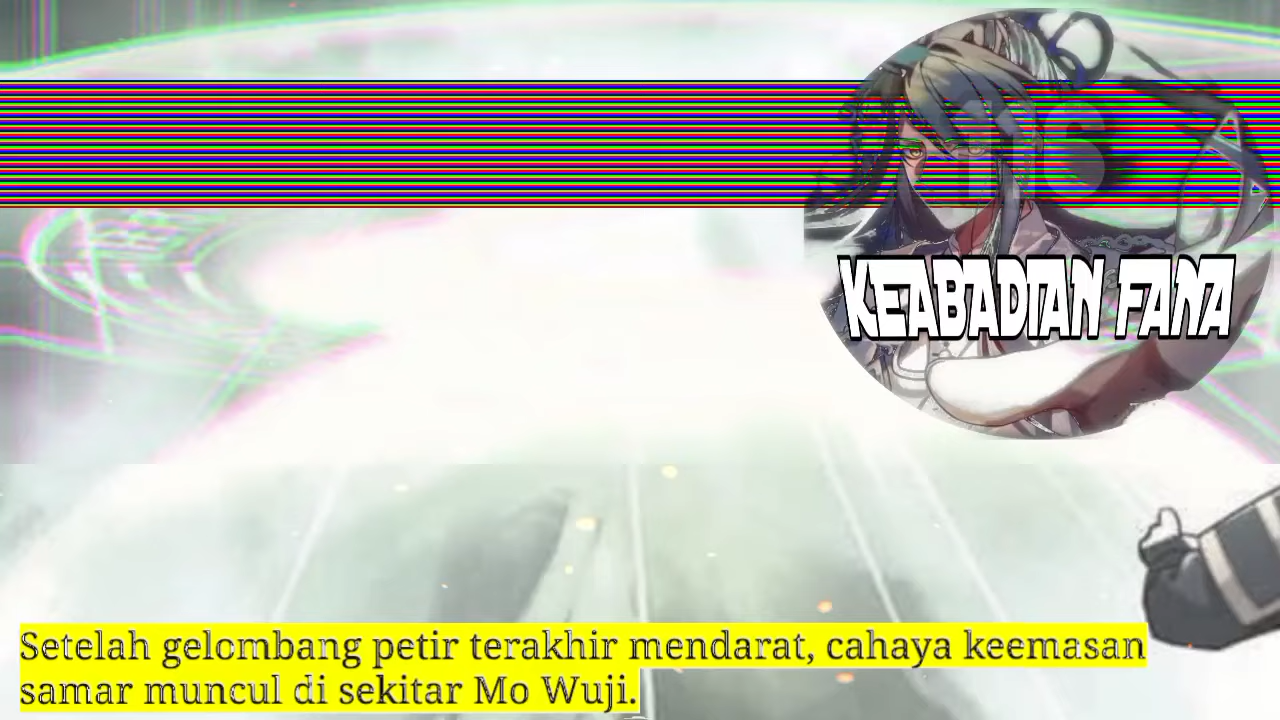 KEABADIAN FANA
Setelah gelombang petir terakhir mendarat, cahaya keemasan
samar muncul di sekitar Mo Wuji.